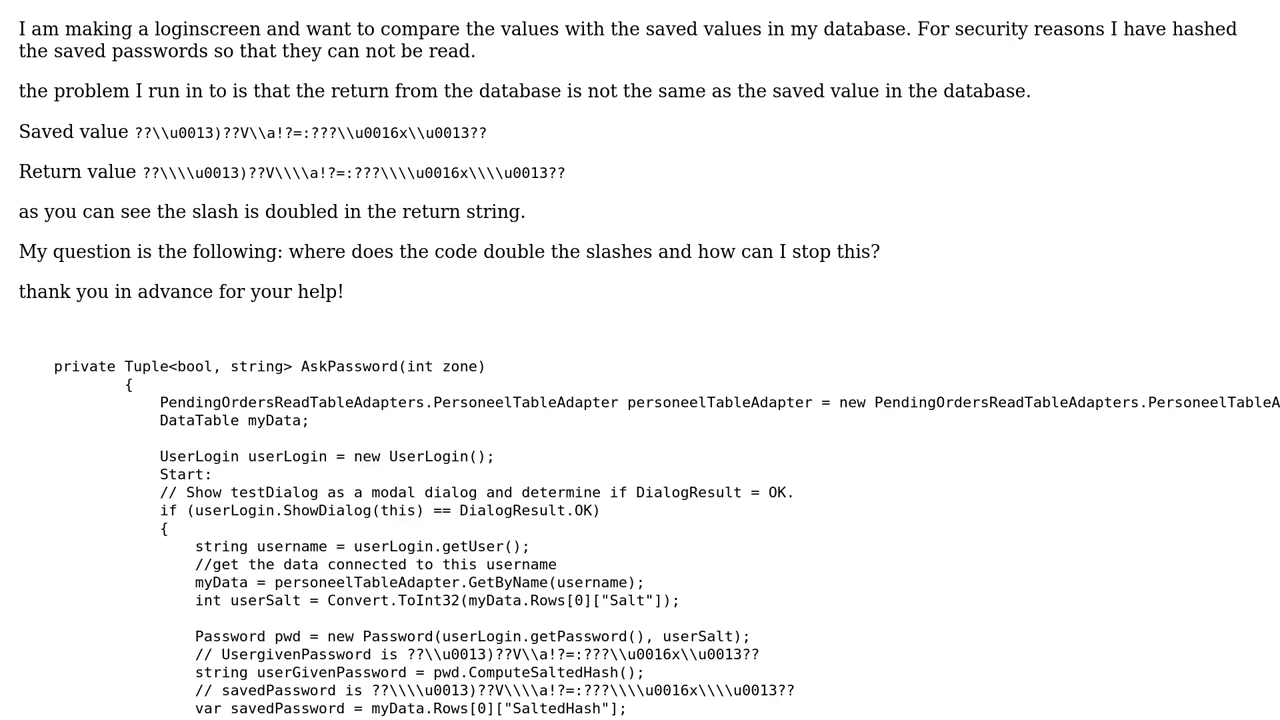 I am making a loginscreen and want to compare the values with the saved values in my database. For security reasons I have hashed
the saved passwords so that they can not be read.
the problem I run in to is that the return from the database is not the same as the saved value in the database.
Saved value ??\\u0013)??V\\a!?=:???\\u0016x\\u0013??
Return value ??\\\\u0013)??V\\\\a!?=:???\\\\u0016x\\\\u0013??
as you can see the slash is doubled in the return string.
My question is the following: where does the code double the slashes and how can I stop this?
thank you in advance for your help!
private Tuple<bool, string> AskPassword(int zone)
{
PendingOrdersReadTableAdapters.PersoneelTableAdapter personeelTableAdapter = new PendingOrdersReadTableAdapters.PersoneelTableA
DataTable myData;
UserLogin userLogin = new UserLogin();
Start:
// Show testDialog as a modal dialog and determine if DialogResult = OK.
if (userLogin.ShowDialog(this) == DialogResult.OK)
{
string username = userLogin.getUser();
//get the data connected to this username
myData = personeelTableAdapter.GetByName(username);
int userSalt = Convert.ToInt32(myData.Rows[0]["Salt"]);
Password pwd = new Password(userLogin.getPassword(), userSalt);
// UsergivenPassword is ??\\u0013)??V\\a!?=:???\\u0016x\\u0013??
string userGivenPassword = pwd.ComputeSaltedHash();
// savedPassword is ??\\\\u0013)??V\\\\a!?=:???\\\\u0016x\\\\u0013??
var savedPassword = myData.Rows[0]["SaltedHash"];